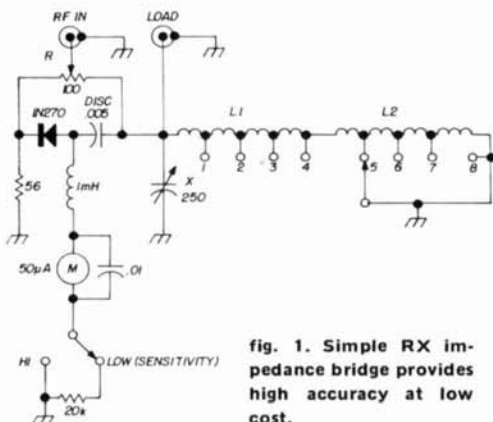 RF IN
LOAD
R
100
IN270
DISC
.005
L1
L2
1
2
3
4
5
6
7
8
X
250
56
1mH
50µA
M
.01
HI
LOW (SENSITIVITY)
20k
fig. 1. Simple RX im-
pedance bridge provides
high accuracy at low
cost.